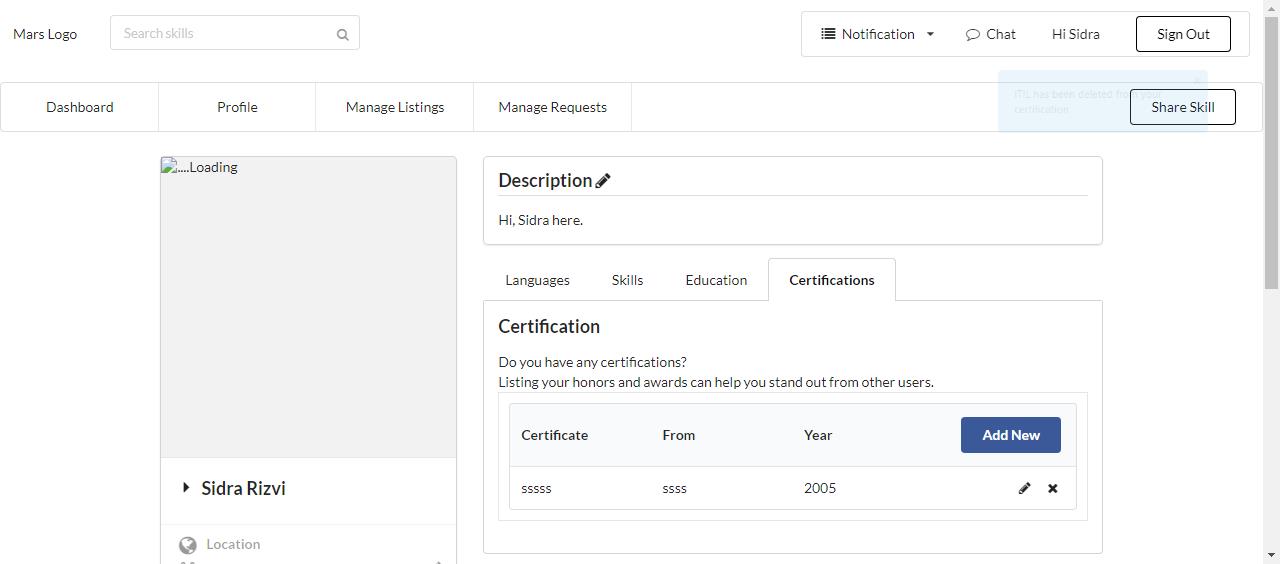 Mars Logo
Search skills
Notification
Chat
Hi Sidra
Sign Out
Dashboard
Profile
Manage Listings
Manage Requests
ITIL has been deleted from your
certification
Share Skill
....Loading
Description
Hi, Sidra here.
Languages
Skills
Education
Certifications
Certification
Do you have any certifications?
Listing your honors and awards can help you stand out from other users.
Certificate
From
Year
Add New
sssss
ssss
2005
Sidra Rizvi
Location